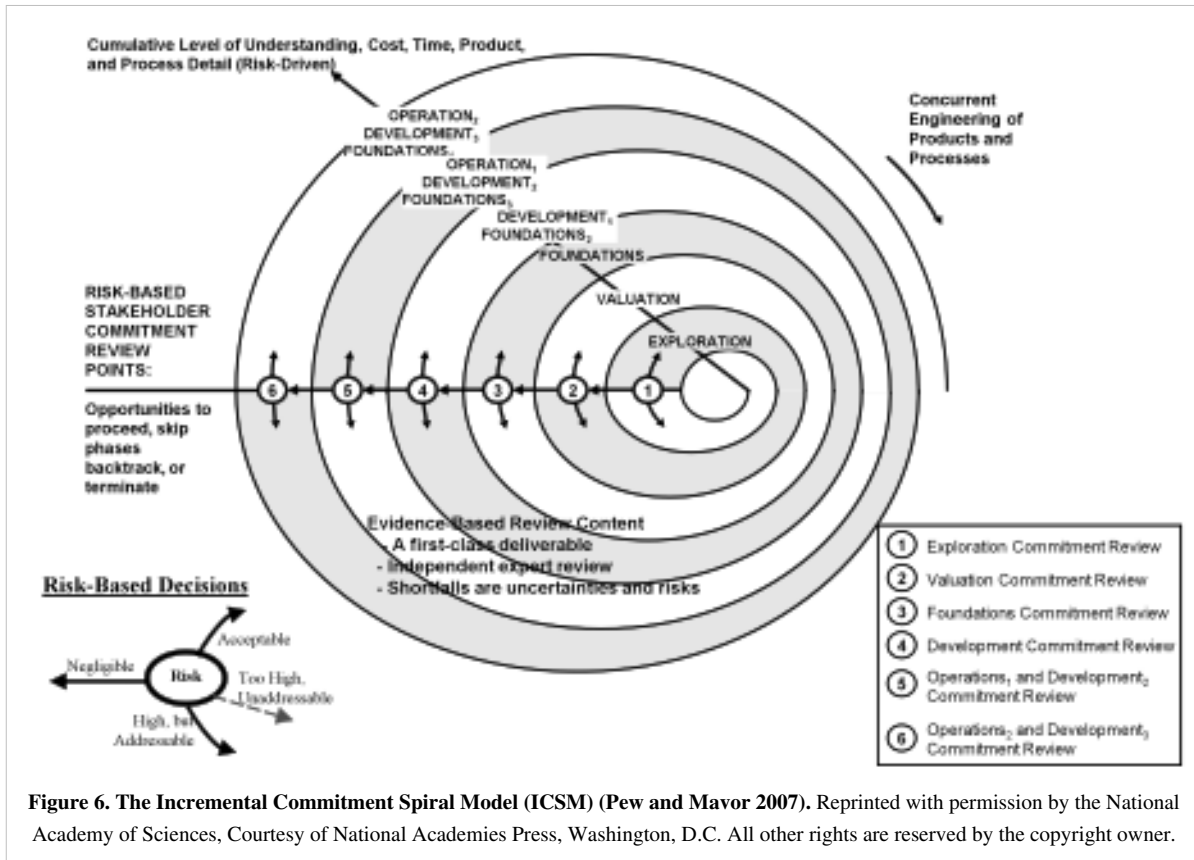 Cumulative Level of Understanding, Cost, Time, Product,
and Process Detail (Risk-Driven)
Concurrent
Engineering of
Products and
Processes
OPERATION₂
DEVELOPMENT₃
FOUNDATIONS
OPERATION₁
DEVELOPMENT₂
FOUNDATIONS₃
DEVELOPMENT₁
FOUNDATIONS₂
FOUNDATIONS
VALUATION
EXPLORATION
RISK-BASED
STAKEHOLDER
COMMITMENT
REVIEW
POINTS:
6 5 4 3 2 1
Opportunities to
proceed, skip
phases
backtrack, or
terminate
Evidence-Based Review Content
- A first-class deliverable
- Independent expert review
- Shortfalls are uncertainties and risks
Risk-Based Decisions
Acceptable
Negligible
Risk
Too High,
Unaddressable
High, but
Addressable
1 Exploration Commitment Review
2 Valuation Commitment Review
3 Foundations Commitment Review
4 Development Commitment Review
5 Operations₁ and Development₂
Commitment Review
6 Operations₂ and Development₃
Commitment Review
Figure 6. The Incremental Commitment Spiral Model (ICSM) (Pew and Mavor 2007). Reprinted with permission by the National
Academy of Sciences, Courtesy of National Academies Press, Washington, D.C. All other rights are reserved by the copyright owner.